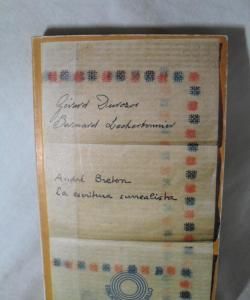 Gérard Durozoi
Bernard Lecherbonnier
André Breton
La escritura surrealista